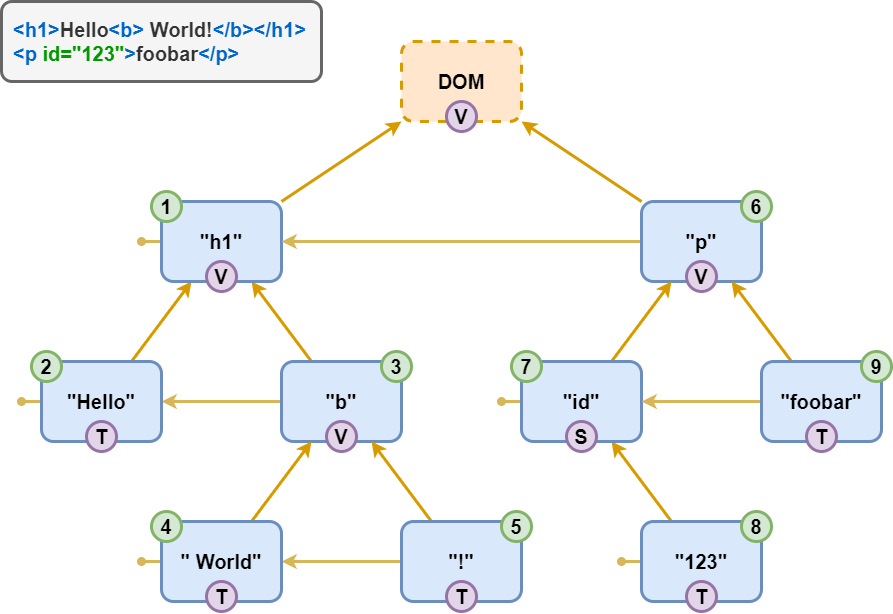 <h1>Hello<b> World!</b></h1>
<p id="123">foobar</p>
DOM
V
1
6
"h1"
"p"
V
V
2
3
7
9
"Hello"
"b"
"id"
"foobar"
T
V
S
T
4
5
8
" World"
"!"
"123"
T
T
T